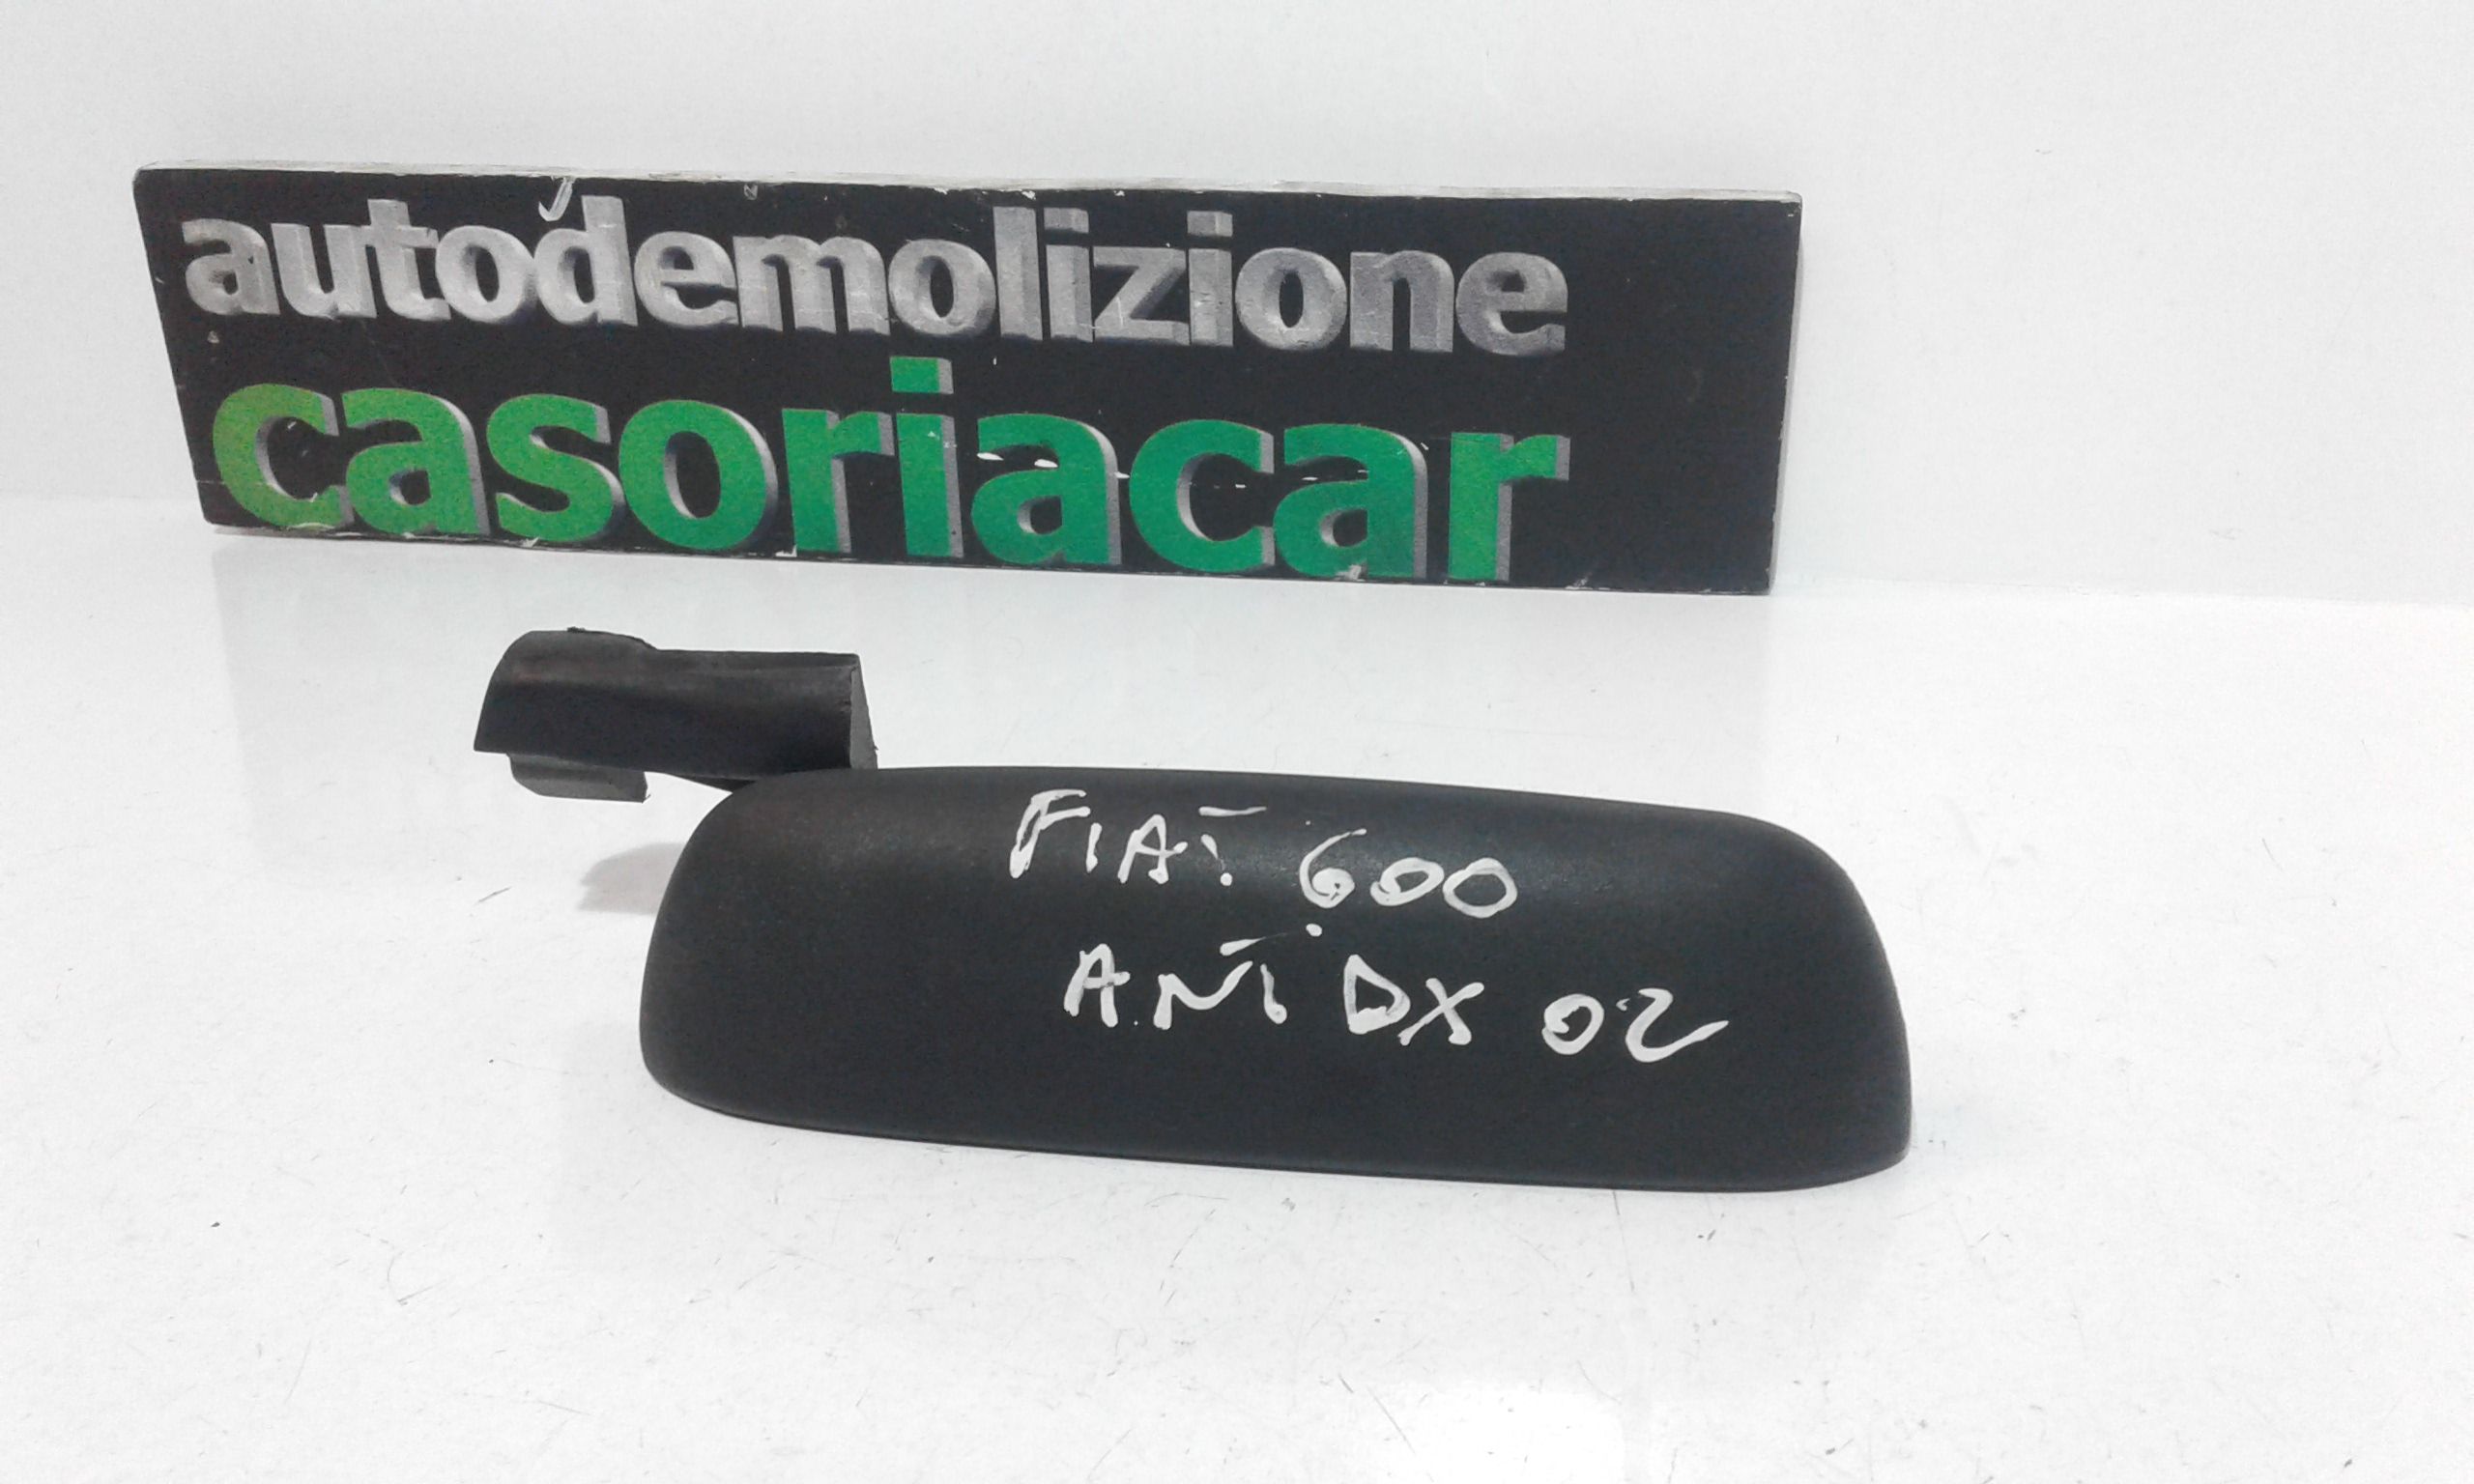 autodemolizione
casoriacar
FIAT 600
ANT DX 02